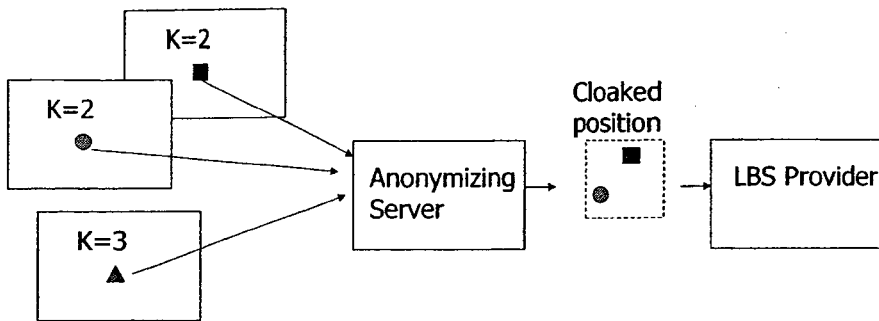 K=2
K=2
K=3
Anonymizing
Server
Cloaked
position
LBS Provider